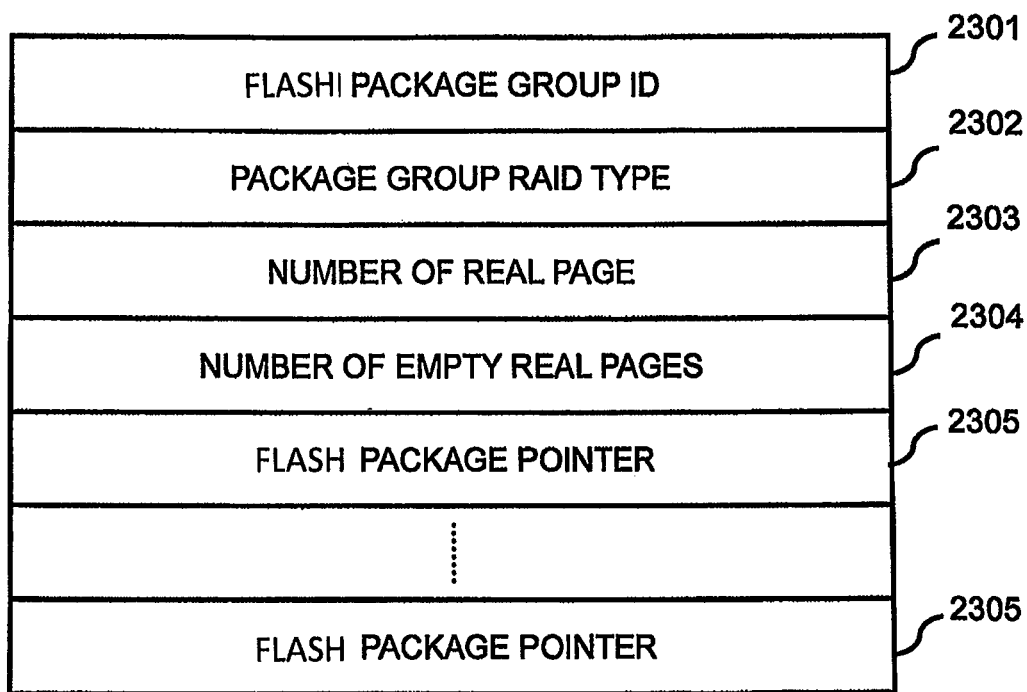 2301
FLASHI PACKAGE GROUP ID
2302
PACKAGE GROUP RAID TYPE
2303
NUMBER OF REAL PAGE
2304
NUMBER OF EMPTY REAL PAGES
2305
FLASH PACKAGE POINTER
2305
FLASH PACKAGE POINTER